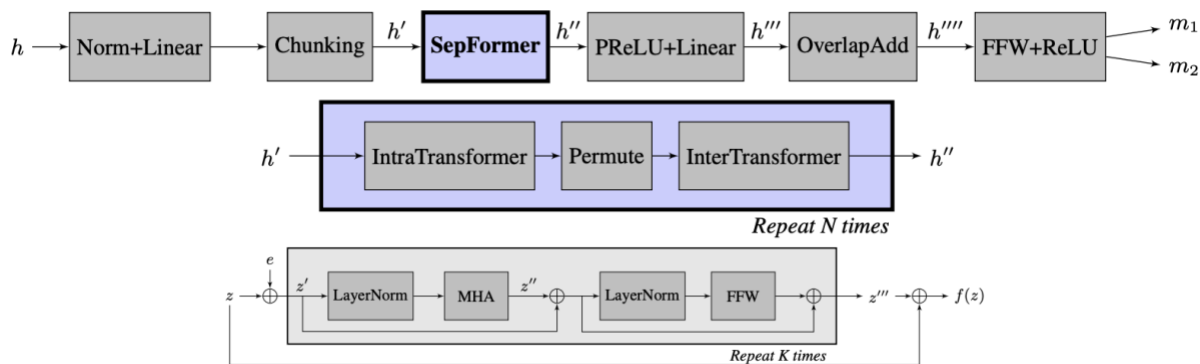 h Norm+Linear Chunking h′ SepFormer h′′ PReLU+Linear h′′′ OverlapAdd h′′′′ FFW+ReLU m₁
m₂
h′ IntraTransformer Permute InterTransformer h′′
Repeat N times
e
z z′ LayerNorm MHA z′′ LayerNorm FFW z′′′ f(z)
Repeat K times